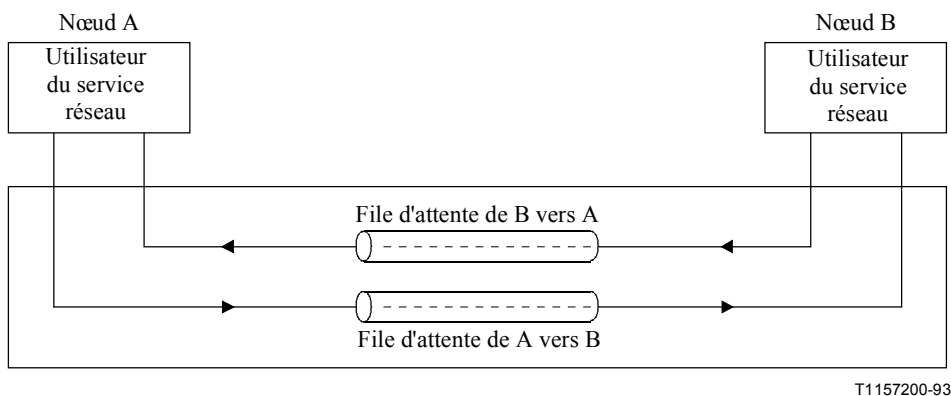 Nœud A
Nœud B
Utilisateur
du service
réseau
Utilisateur
du service
réseau
File d'attente de B vers A
File d'attente de A vers B
T1157200-93